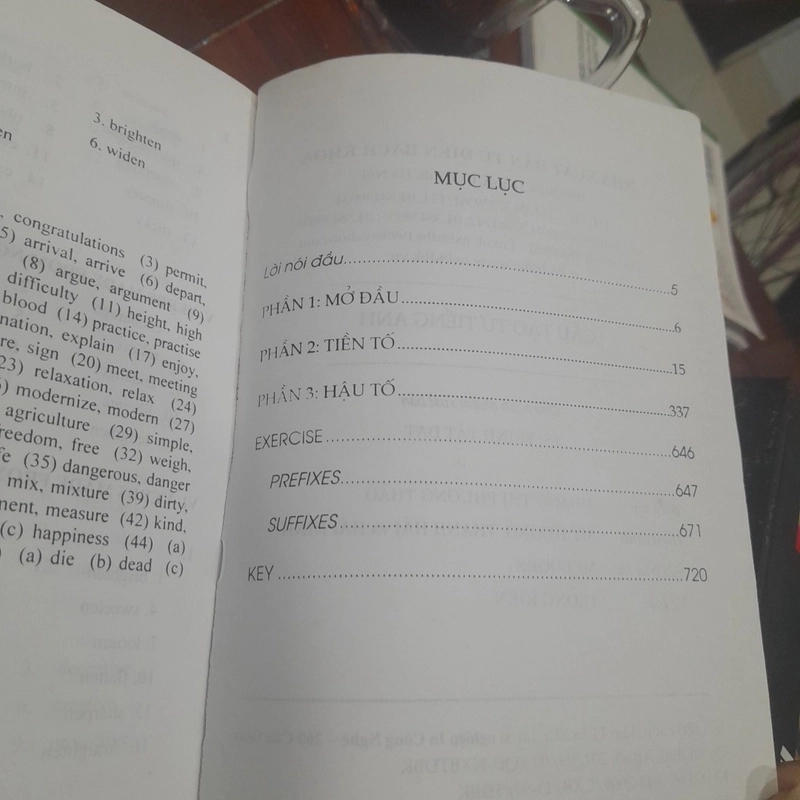 3. brighten
en
6. widen
, congratulations (3) permit,
5) arrival, arrive (6) depart,
(8) argue, argument (9)
difficulty (11) height, high
blood (14) practice, practise
nation, explain (17) enjoy,
re, sign (20) meet, meeting
23) relaxation, relax (24)
) modernize, modern (27)
agriculture (29) simple,
freedom, free (32) weigh,
fe (35) dangerous, danger
mix, mixture (39) dirty,
ment, measure (42) kind,
(c) happiness (44) (a)
) (a) die (b) dead (c)
MỤC LỤC
Lời nói đầu......5
PHẦN 1: MỞ ĐẦU......6
PHẦN 2: TIỀN TỐ......15
PHẦN 3: HẬU TỐ......337
EXERCISE......646
PREFIXES......647
SUFFIXES......671
KEY......720